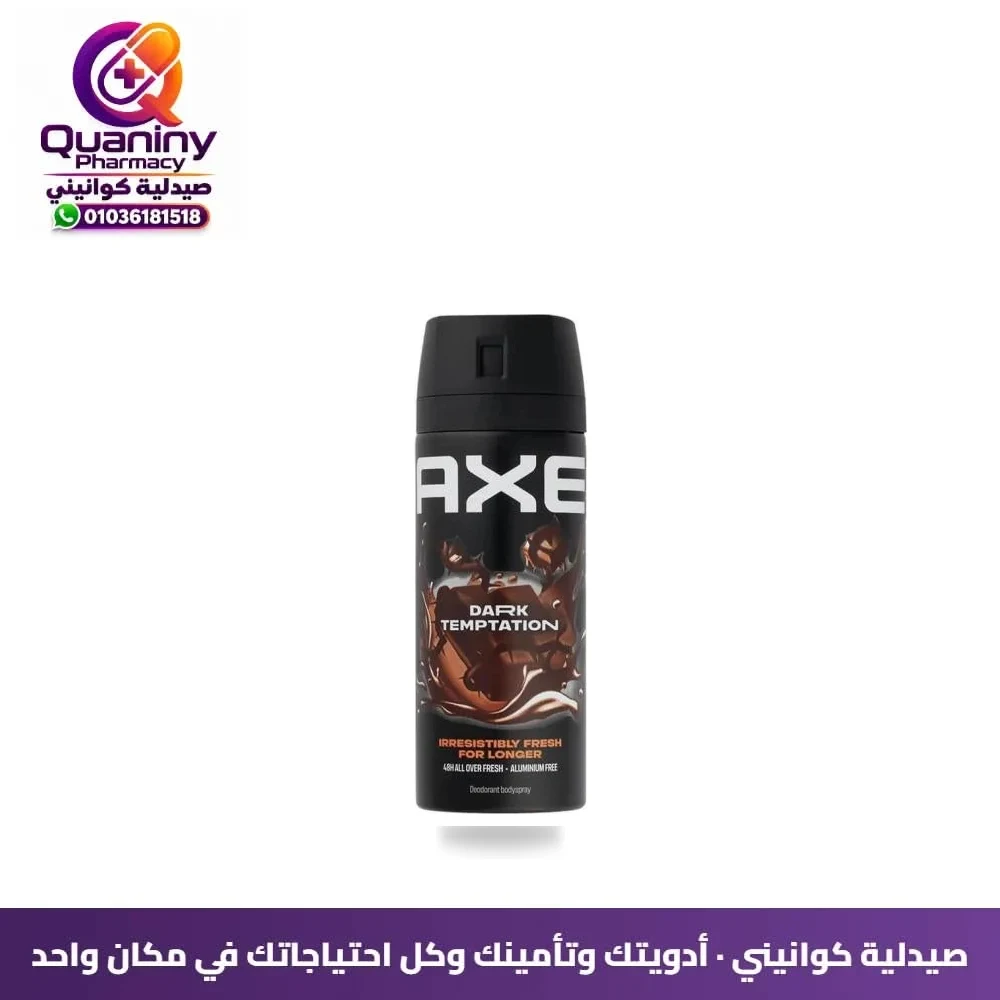 Quaniny
Pharmacy
صيدلية كوانيني
01036181518
AXE
DARK
TEMPTATION
IRRESISTIBLY FRESH
FOR LONGER
48H ALL OVER FRESH - ALUMINIUM FREE
Deodorant bodyspray
صيدلية كوانيني · أدويتك وتأمينك وكل احتياجاتك في مكان واحد